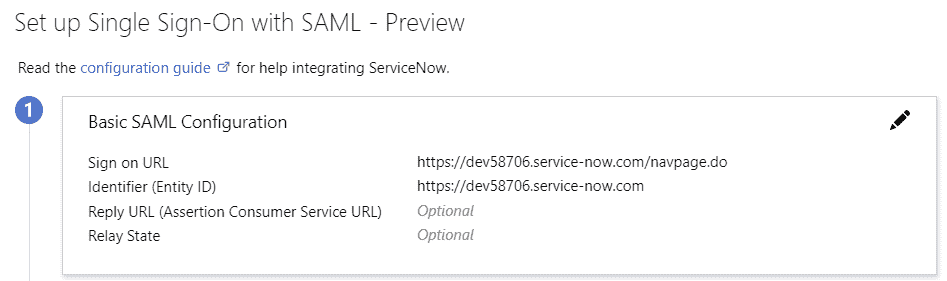 Set up Single Sign-On with SAML - Preview
Read the configuration guide for help integrating ServiceNow.
1
Basic SAML Configuration
Sign on URL https://dev58706.service-now.com/navpage.do
Identifier (Entity ID) https://dev58706.service-now.com
Reply URL (Assertion Consumer Service URL) Optional
Relay State Optional